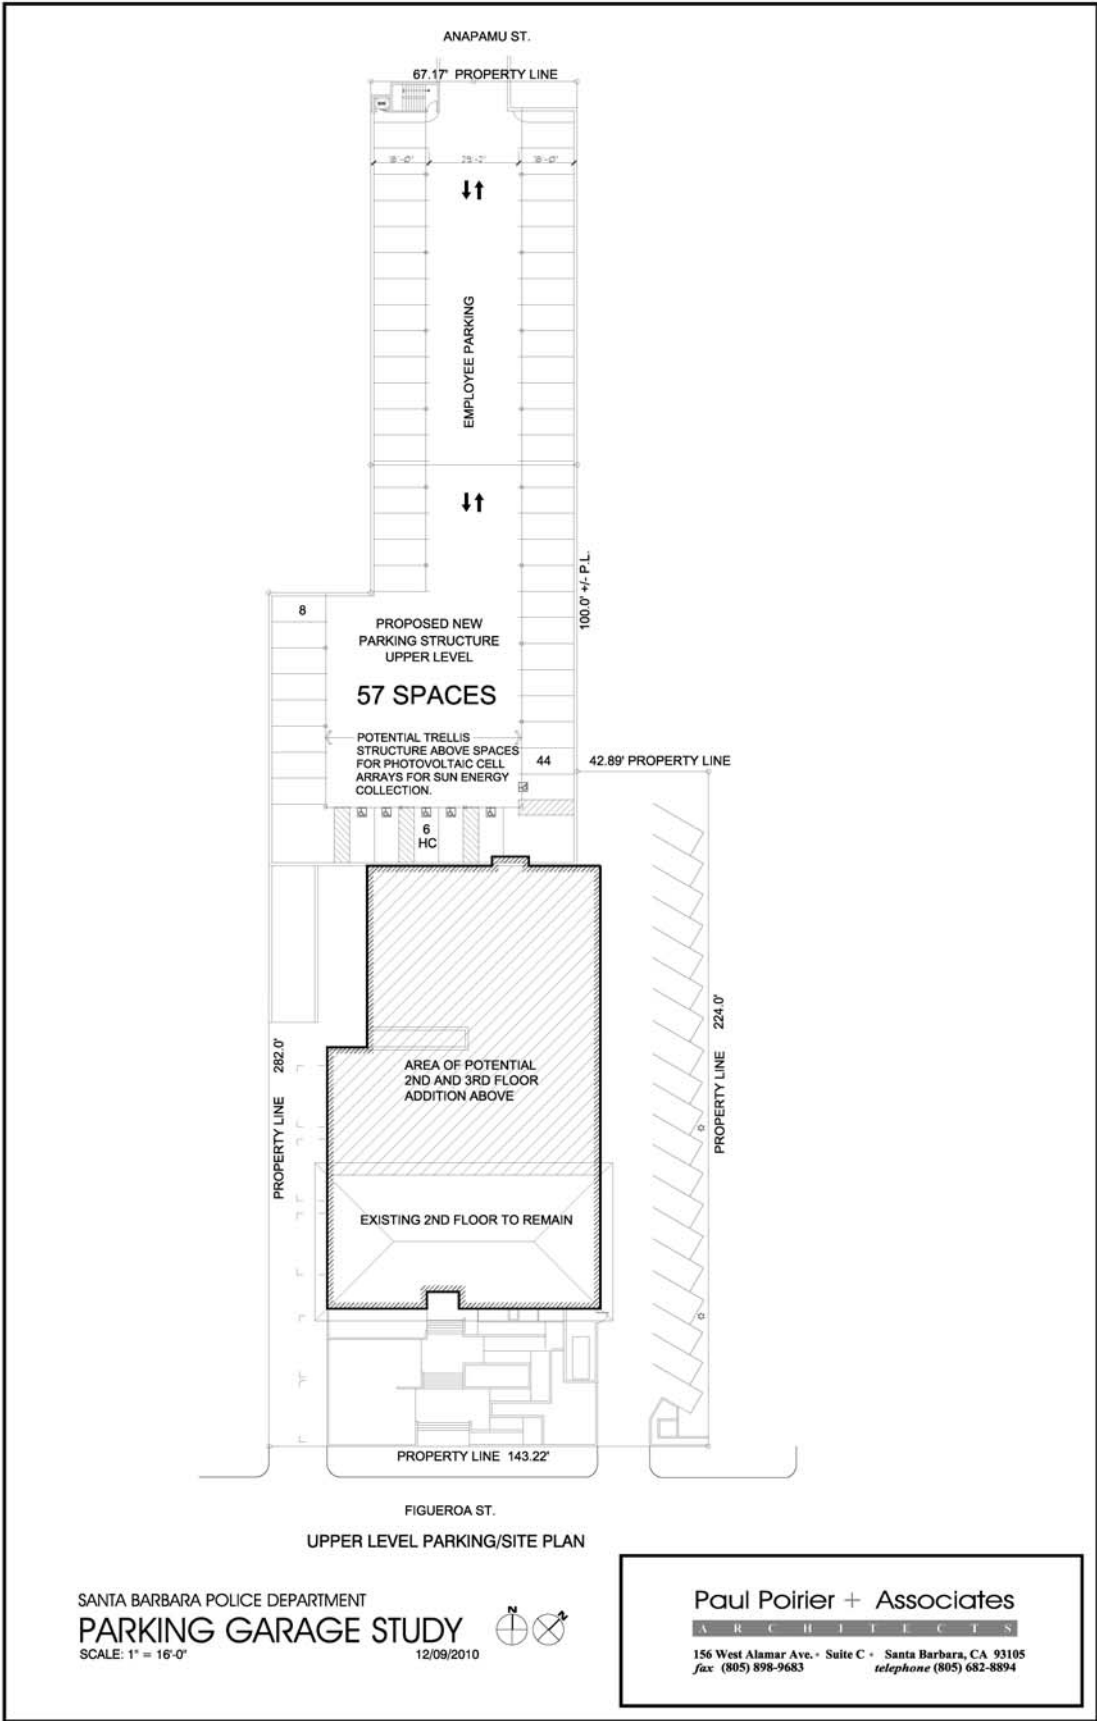 ANAPAMU ST.
67.17' PROPERTY LINE
18'-0"
18'-0"
EMPLOYEE PARKING
100.0' +/- P.L.
8
PROPOSED NEW
PARKING STRUCTURE
UPPER LEVEL
57 SPACES
POTENTIAL TRELLIS
STRUCTURE ABOVE SPACES
FOR PHOTOVOLTAIC CELL
ARRAYS FOR SUN ENERGY
COLLECTION.
44
42.89' PROPERTY LINE
6
HC
PROPERTY LINE 224.0'
PROPERTY LINE 282.0'
AREA OF POTENTIAL
2ND AND 3RD FLOOR
ADDITION ABOVE
EXISTING 2ND FLOOR TO REMAIN
PROPERTY LINE 143.22'
FIGUEROA ST.
UPPER LEVEL PARKING/SITE PLAN
SANTA BARBARA POLICE DEPARTMENT
PARKING GARAGE STUDY
SCALE: 1" = 16'-0"
12/09/2010
N
N
Paul Poirier + Associates
ARCHITECTS
156 West Alamar Ave. • Suite C • Santa Barbara, CA 93105
fax (805) 898-9683 telephone (805) 682-8894